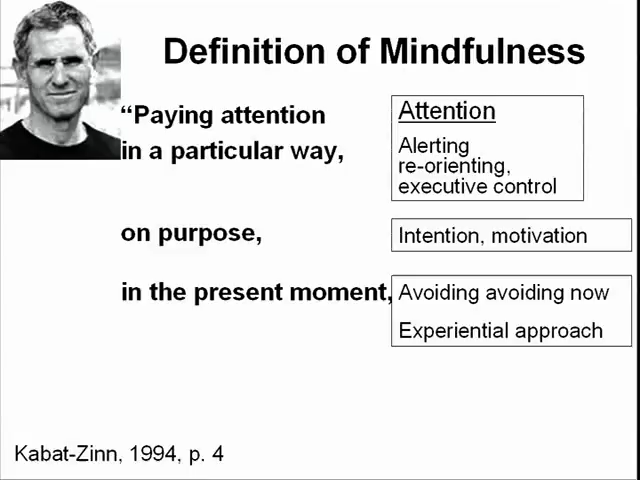 Definition of Mindfulness
“Paying attention
in a particular way,
Attention
Alerting
re-orienting,
executive control
on purpose,
Intention, motivation
in the present moment,
Avoiding avoiding now
Experiential approach
Kabat-Zinn, 1994, p. 4